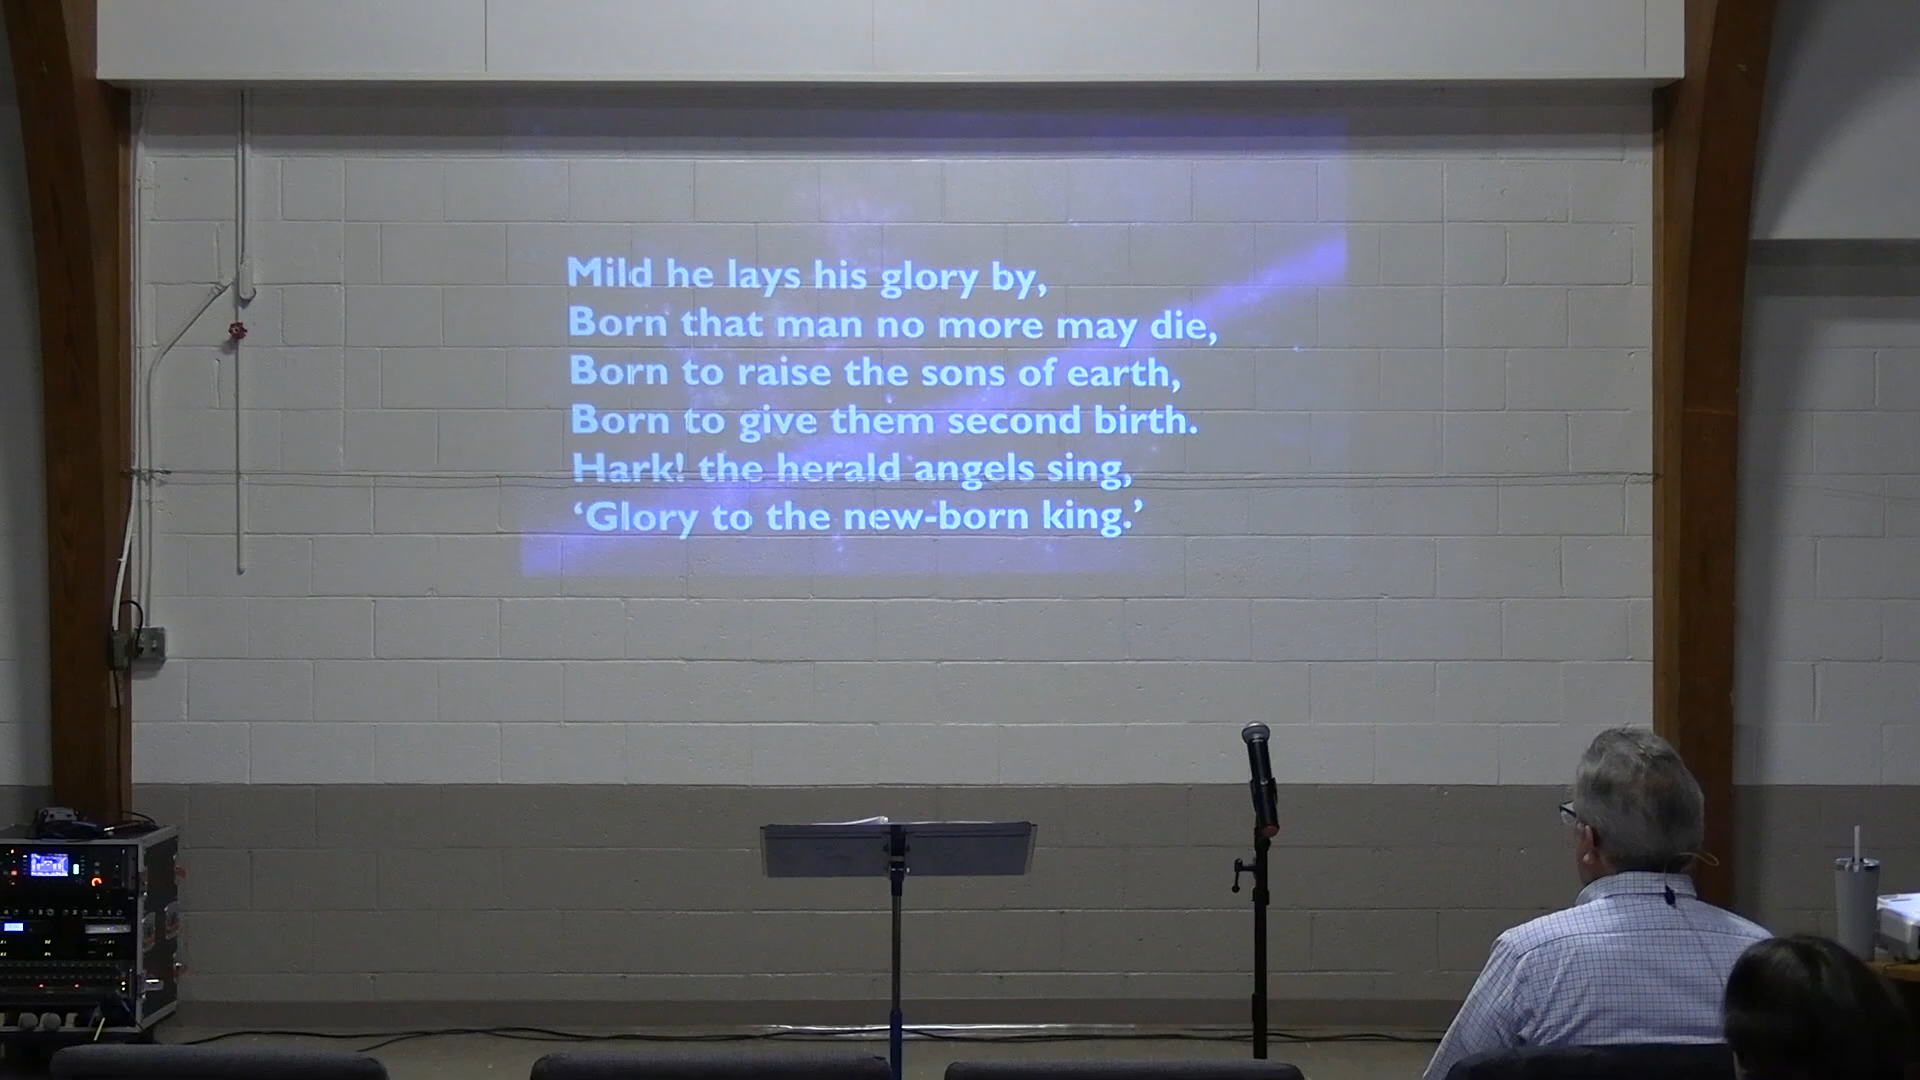 Mild he lays his glory by,
Born that man no more may die,
Born to raise the sons of earth,
Born to give them second birth.
Hark! the herald angels sing,
‘Glory to the new-born king.’